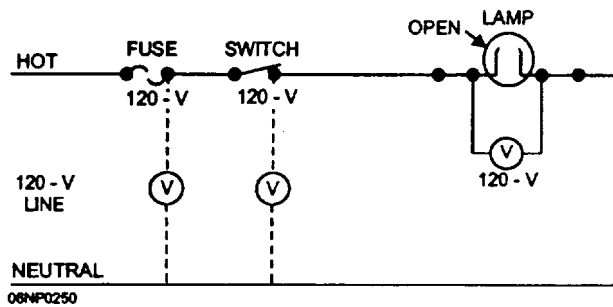 LAMP
OPEN
FUSE
SWITCH
HOT
120 - V
120 - V
V
120 - V
120 - V
LINE
V
V
NEUTRAL
06NP0250